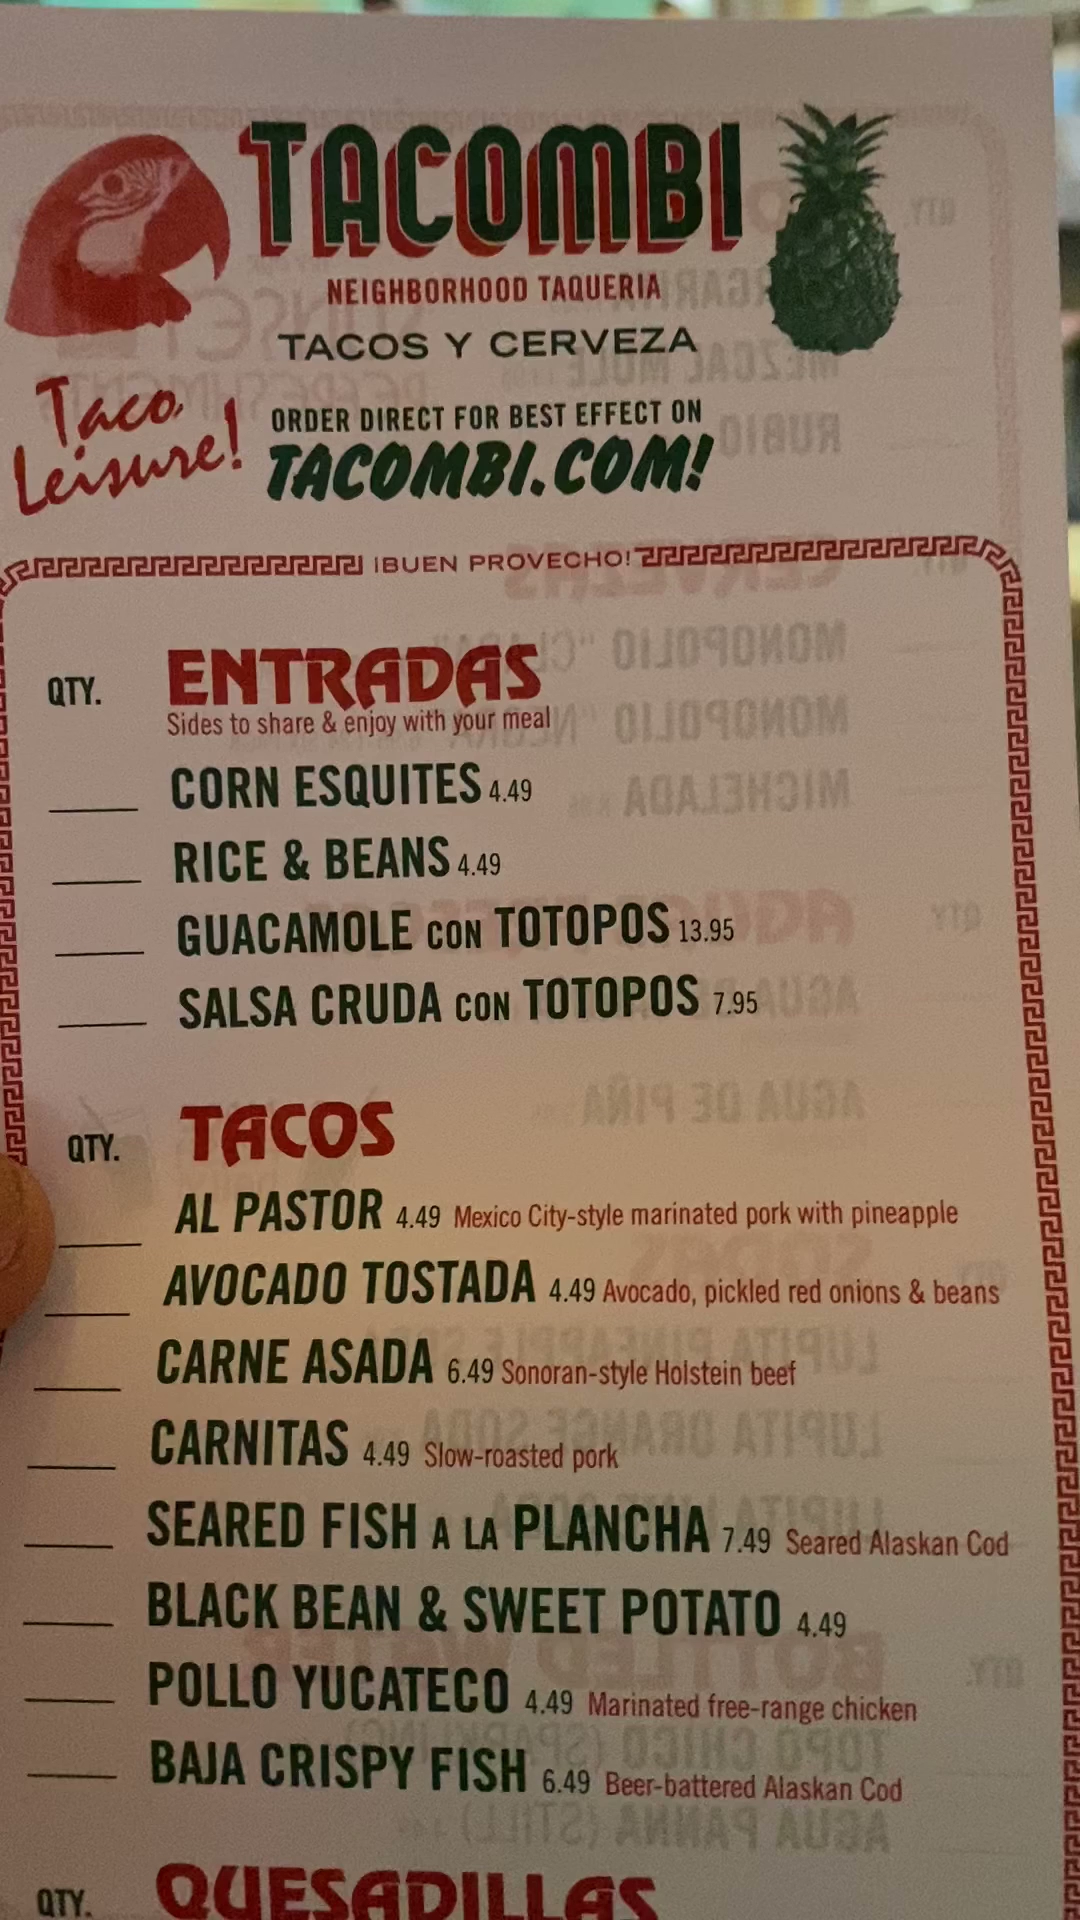 TACOMBI
NEIGHBORHOOD TAQUERIA
TACOS Y CERVEZA
Taco
Leisure!
ORDER DIRECT FOR BEST EFFECT ON
TACOMBI.COM!
¡BUEN PROVECHO!
QTY. ENTRADAS
Sides to share & enjoy with your meal
CORN ESQUITES 4.49
RICE & BEANS 4.49
GUACAMOLE CON TOTOPOS 13.95
SALSA CRUDA CON TOTOPOS 7.95
QTY. TACOS
AL PASTOR 4.49 Mexico City-style marinated pork with pineapple
AVOCADO TOSTADA 4.49 Avocado, pickled red onions & beans
CARNE ASADA 6.49 Sonoran-style Holstein beef
CARNITAS 4.49 Slow-roasted pork
SEARED FISH A LA PLANCHA 7.49 Seared Alaskan Cod
BLACK BEAN & SWEET POTATO 4.49
POLLO YUCATECO 4.49 Marinated free-range chicken
BAJA CRISPY FISH 6.49 Beer-battered Alaskan Cod
QTY. QUESADILLAS